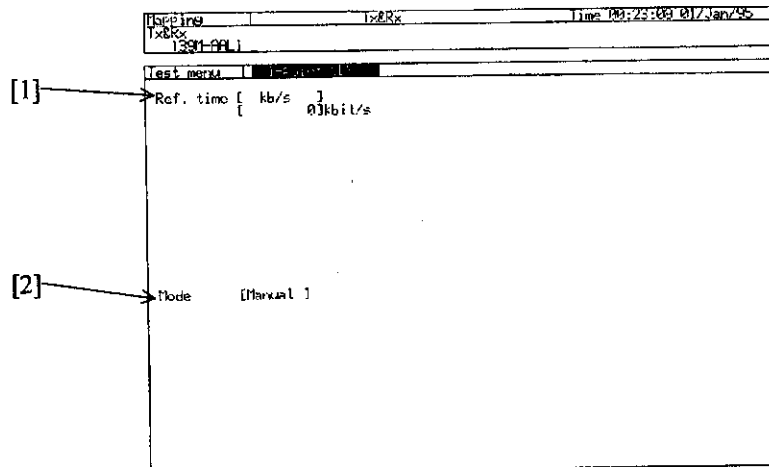 Mapping Tx&Rx Time 00:23:09 01/Jan/95
Tx&Rx
139M-AAL1
Test menu
[1] Ref. time [ kb/s ]
[ 0]kbit/s
[2] Mode [Manual ]